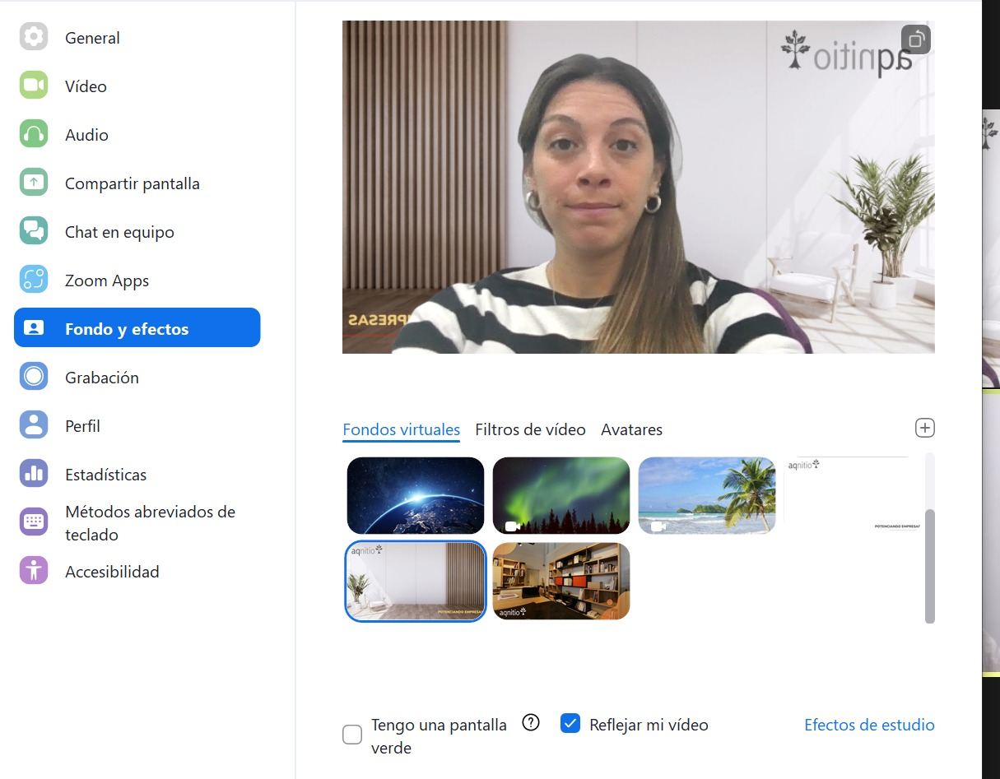 General
Vídeo
Audio
Compartir pantalla
Chat en equipo
Zoom Apps
Fondo y efectos
Grabación
Perfil
Estadísticas
Métodos abreviados de
teclado
Accesibilidad
aqnitio
PRESAS
Fondos virtuales
Filtros de vídeo
Avatares
aqnitio
POTENCIANDO EMPRESAS
aqnitio
POTENCIANDO EMPRESAS
aqnitio
Tengo una pantalla
verde
Reflejar mi vídeo
Efectos de estudio